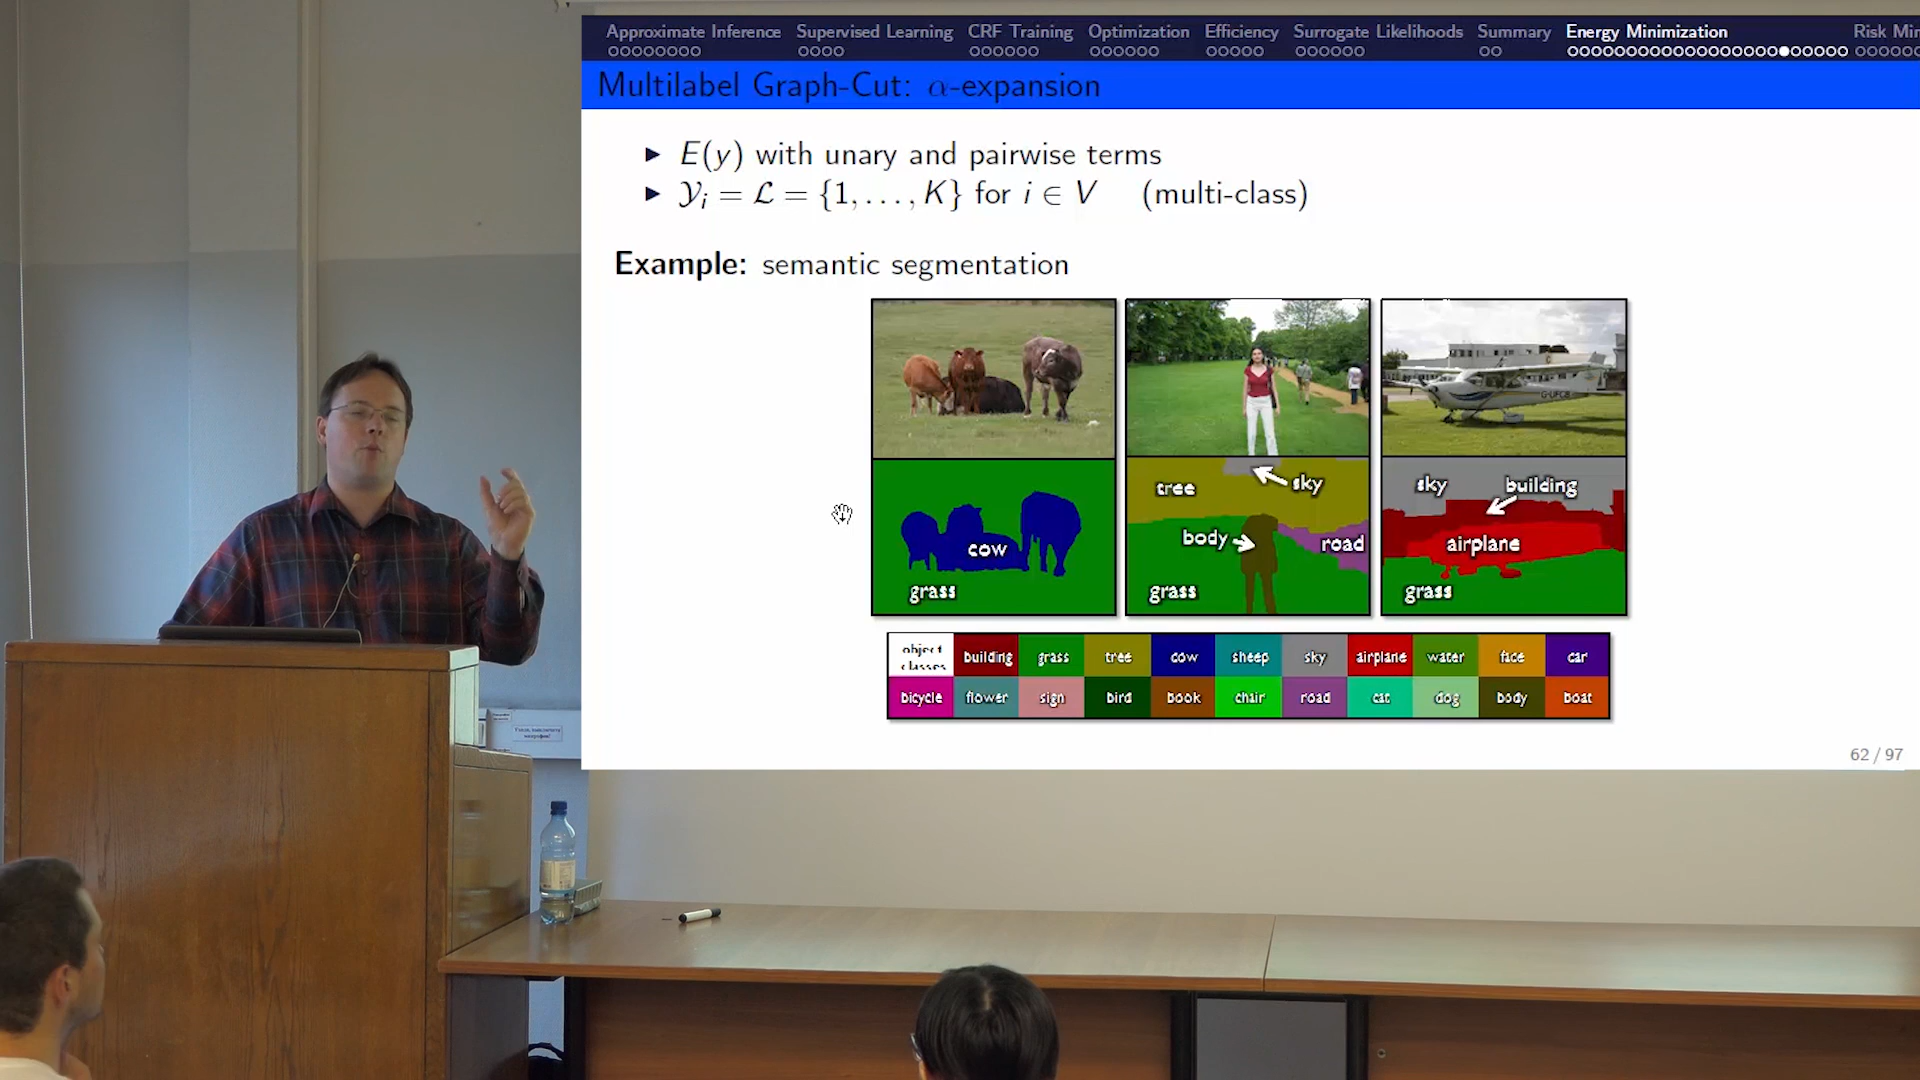 Approximate Inference Supervised Learning CRF Training Optimization Efficiency Surrogate Likelihoods Summary Energy Minimization Risk Min
Multilabel Graph-Cut: α-expansion
► E(y) with unary and pairwise terms
► 𝒴ᵢ = ℒ = {1, . . . , K} for i ∈ V (multi-class)
Example: semantic segmentation
G-UFCB
cow
grass
tree
sky
body
road
grass
sky
building
airplane
grass
object classes building grass tree cow sheep sky airplane water face car
bicycle flower sign bird book chair road cat dog body boat
62 / 97